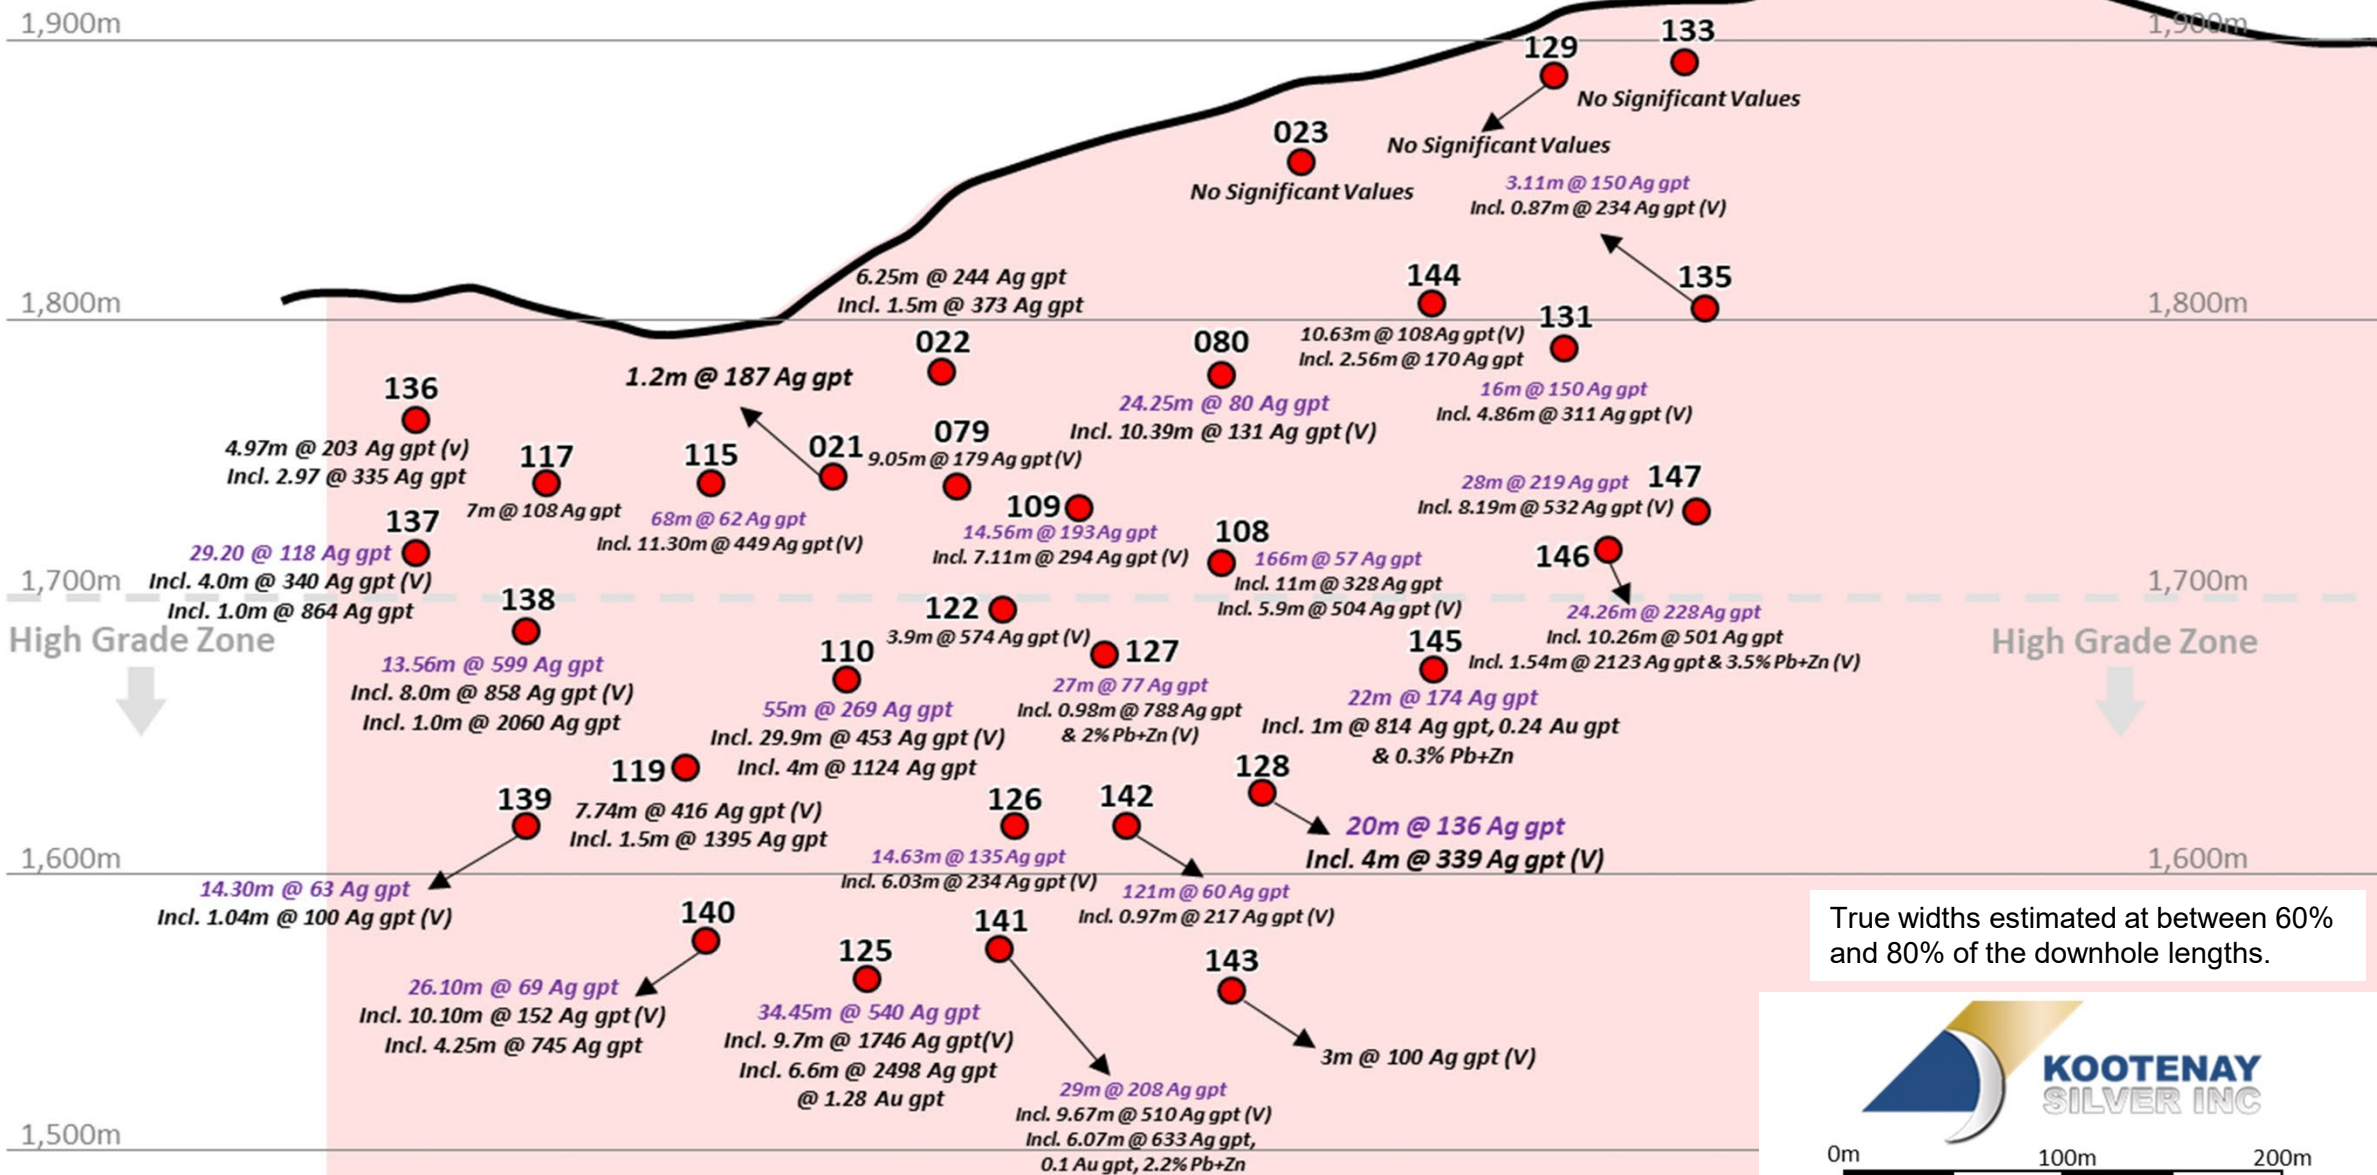 1,900m
1,900m
129
133
No Significant Values
No Significant Values
023
No Significant Values
3.11m @ 150 Ag gpt
Incl. 0.87m @ 234 Ag gpt (V)
135
144
10.63m @ 108 Ag gpt (V)
Incl. 2.56m @ 170 Ag gpt
131
16m @ 150 Ag gpt
Incl. 4.86m @ 311 Ag gpt (V)
1,800m
1,800m
6.25m @ 244 Ag gpt
Incl. 1.5m @ 373 Ag gpt
022
080
24.25m @ 80 Ag gpt
Incl. 10.39m @ 131 Ag gpt (V)
1.2m @ 187 Ag gpt
021
136
4.97m @ 203 Ag gpt (v)
Incl. 2.97 @ 335 Ag gpt
117
7m @ 108 Ag gpt
115
68m @ 62 Ag gpt
Incl. 11.30m @ 449 Ag gpt (V)
079
9.05m @ 179 Ag gpt (V)
109
14.56m @ 193 Ag gpt
Incl. 7.11m @ 294 Ag gpt (V)
108
166m @ 57 Ag gpt
Incl. 11m @ 328 Ag gpt
Incl. 5.9m @ 504 Ag gpt (V)
28m @ 219 Ag gpt
Incl. 8.19m @ 532 Ag gpt (V)
147
146
24.26m @ 228 Ag gpt
Incl. 10.26m @ 501 Ag gpt
Incl. 1.54m @ 2123 Ag gpt & 3.5% Pb+Zn (V)
137
29.20 @ 118 Ag gpt
Incl. 4.0m @ 340 Ag gpt (V)
Incl. 1.0m @ 864 Ag gpt
1,700m
1,700m
High Grade Zone
High Grade Zone
138
13.56m @ 599 Ag gpt
Incl. 8.0m @ 858 Ag gpt (V)
Incl. 1.0m @ 2060 Ag gpt
122
3.9m @ 574 Ag gpt (V)
110
55m @ 269 Ag gpt
Incl. 29.9m @ 453 Ag gpt (V)
Incl. 4m @ 1124 Ag gpt
127
27m @ 77 Ag gpt
Incl. 0.98m @ 788 Ag gpt
& 2% Pb+Zn (V)
145
22m @ 174 Ag gpt
Incl. 1m @ 814 Ag gpt, 0.24 Au gpt
& 0.3% Pb+Zn
119
7.74m @ 416 Ag gpt (V)
Incl. 1.5m @ 1395 Ag gpt
139
14.30m @ 63 Ag gpt
Incl. 1.04m @ 100 Ag gpt (V)
126
14.63m @ 135 Ag gpt
Incl. 6.03m @ 234 Ag gpt (V)
142
121m @ 60 Ag gpt
Incl. 0.97m @ 217 Ag gpt (V)
128
20m @ 136 Ag gpt
Incl. 4m @ 339 Ag gpt (V)
1,600m
1,600m
140
26.10m @ 69 Ag gpt
Incl. 10.10m @ 152 Ag gpt (V)
Incl. 4.25m @ 745 Ag gpt
125
34.45m @ 540 Ag gpt
Incl. 9.7m @ 1746 Ag gpt(V)
Incl. 6.6m @ 2498 Ag gpt
@ 1.28 Au gpt
141
29m @ 208 Ag gpt
Incl. 9.67m @ 510 Ag gpt (V)
Incl. 6.07m @ 633 Ag gpt,
0.1 Au gpt, 2.2% Pb+Zn
143
3m @ 100 Ag gpt (V)
True widths estimated at between 60%
and 80% of the downhole lengths.
KOOTENAY
SILVER INC
1,500m
0m
100m
200m